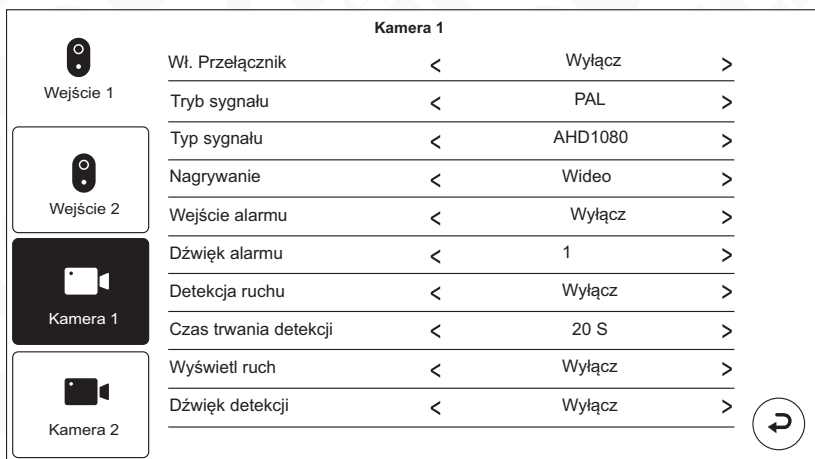 Kamera 1
Wejście 1
Wejście 2
Kamera 1
Kamera 2
Wł. Przełącznik < Wyłącz >
Tryb sygnału < PAL >
Typ sygnału < AHD1080 >
Nagrywanie < Wideo >
Wejście alarmu < Wyłącz >
Dźwięk alarmu < 1 >
Detekcja ruchu < Wyłącz >
Czas trwania detekcji < 20 S >
Wyświetl ruch < Wyłącz >
Dźwięk detekcji < Wyłącz >